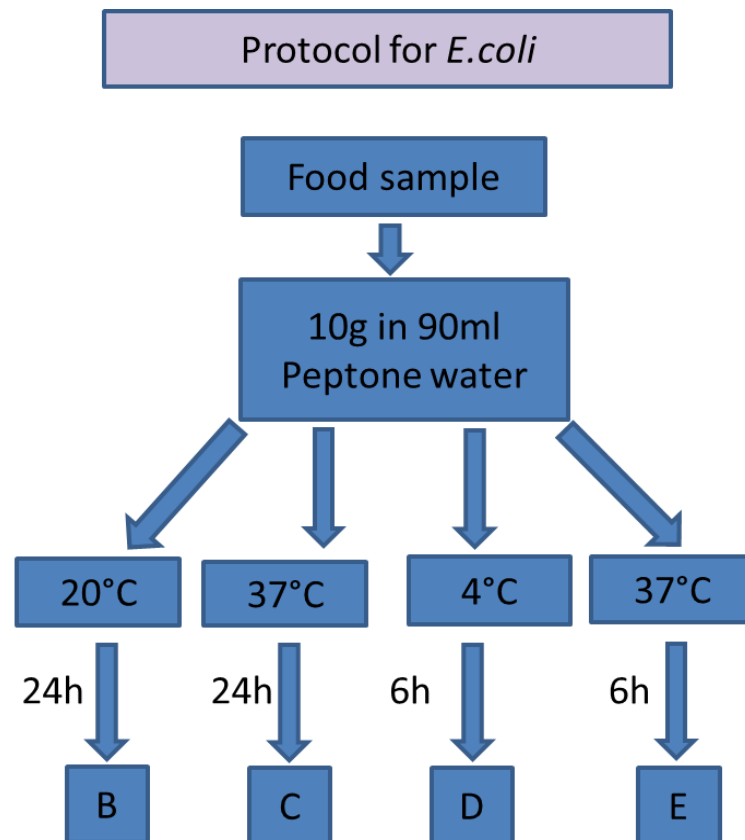 Protocol for E.coli
Food sample
10g in 90ml
Peptone water
20°C 37°C 4°C 37°C
24h 24h 6h 6h
B C D E